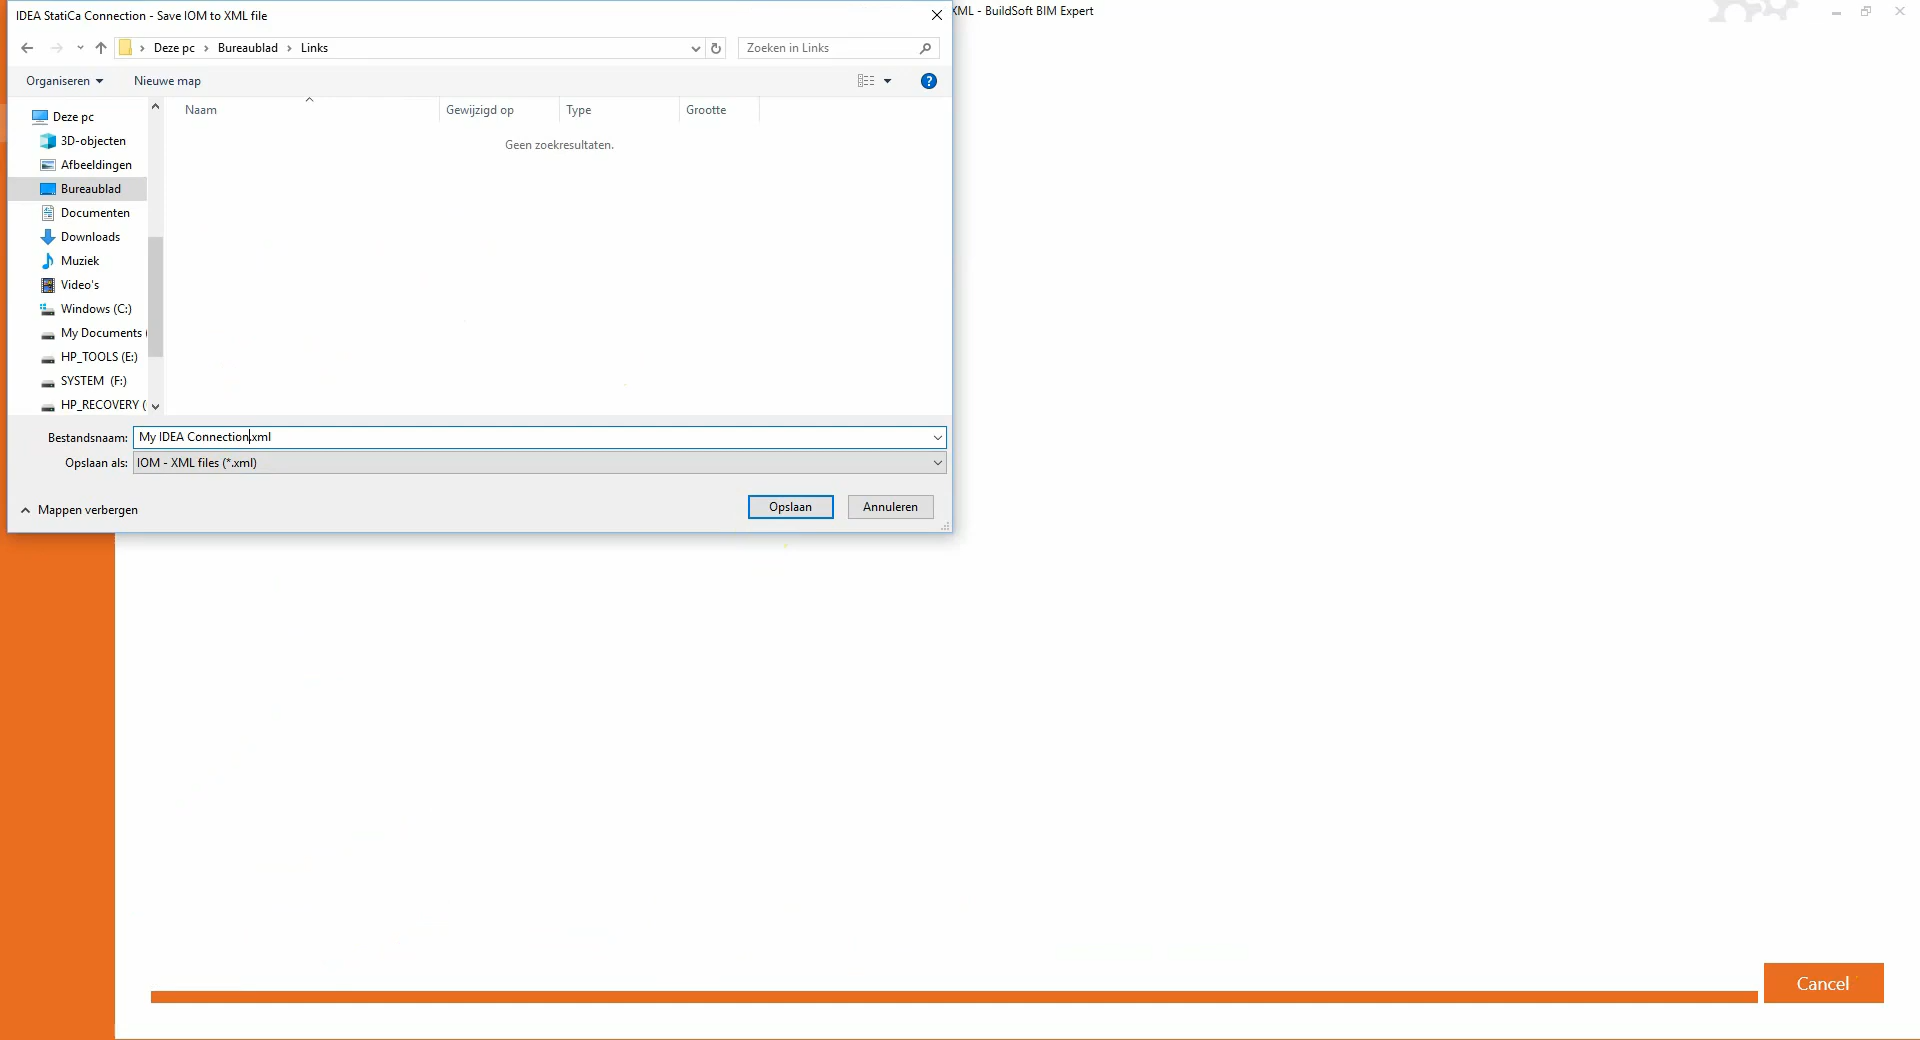 IDEA StatiCa Connection - Save IOM to XML file
XML - BuildSoft BIM Expert
Deze pc > Bureaublad > Links
Zoeken in Links
Organiseren
Nieuwe map
Naam
Gewijzigd op
Type
Grootte
Geen zoekresultaten.
Deze pc
3D-objecten
Afbeeldingen
Bureaublad
Documenten
Downloads
Muziek
Video's
Windows (C:)
My Documents (
HP_TOOLS (E:)
SYSTEM (F:)
HP_RECOVERY (
Bestandsnaam: My IDEA Connection.xml
Opslaan als: IOM - XML files (*.xml)
Mappen verbergen
Opslaan
Annuleren
Cancel